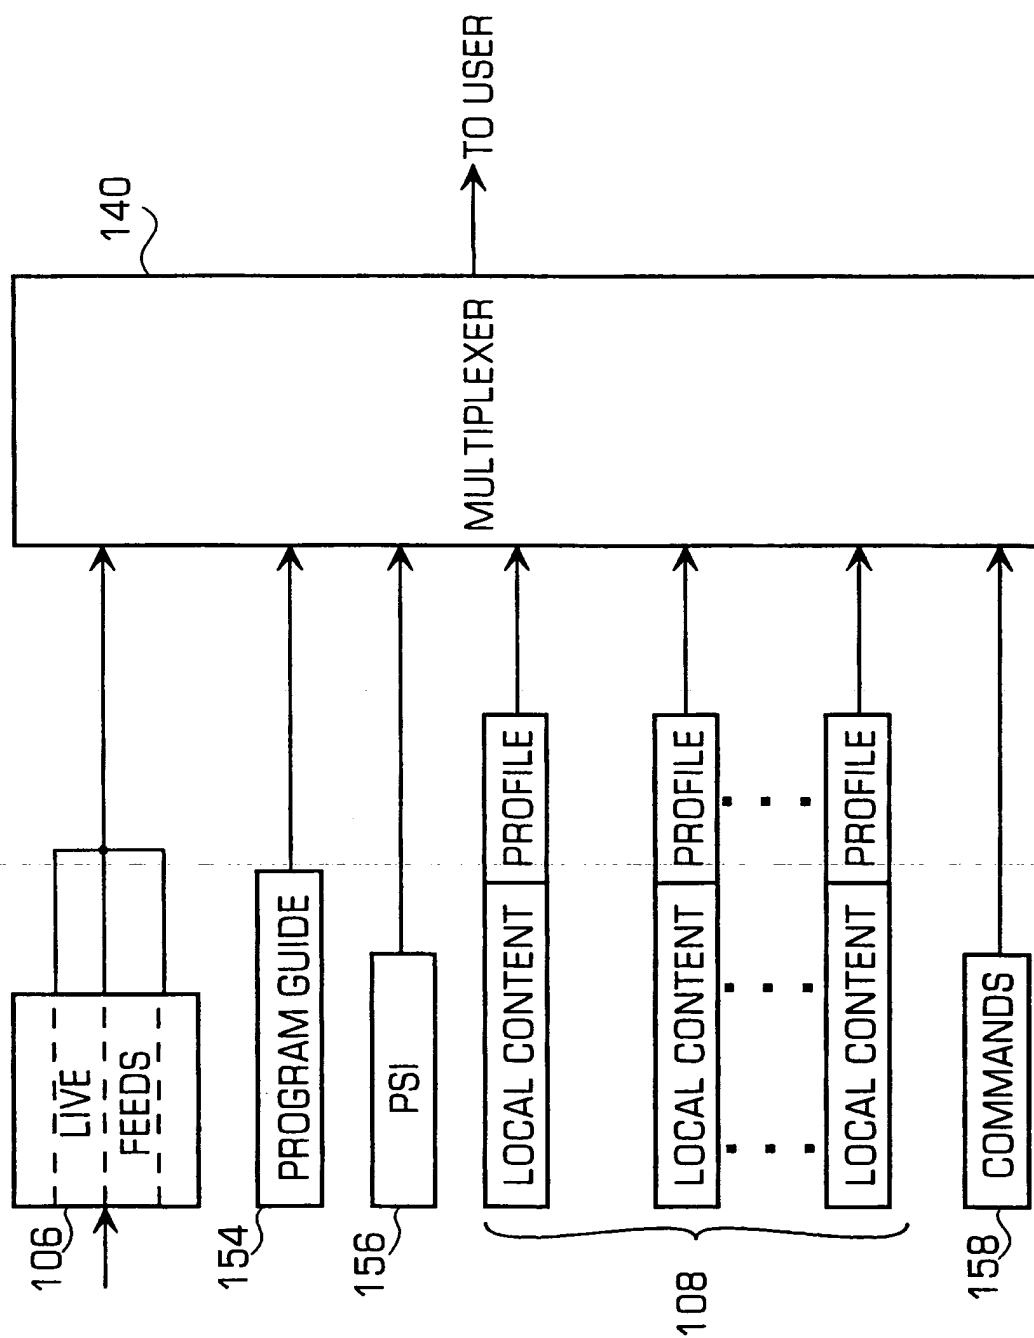 106
LIVE
FEEDS
154
PROGRAM GUIDE
156
PSI
108
LOCAL CONTENT PROFILE
LOCAL CONTENT PROFILE
LOCAL CONTENT PROFILE
158
COMMANDS
MULTIPLEXER
140
TO USER